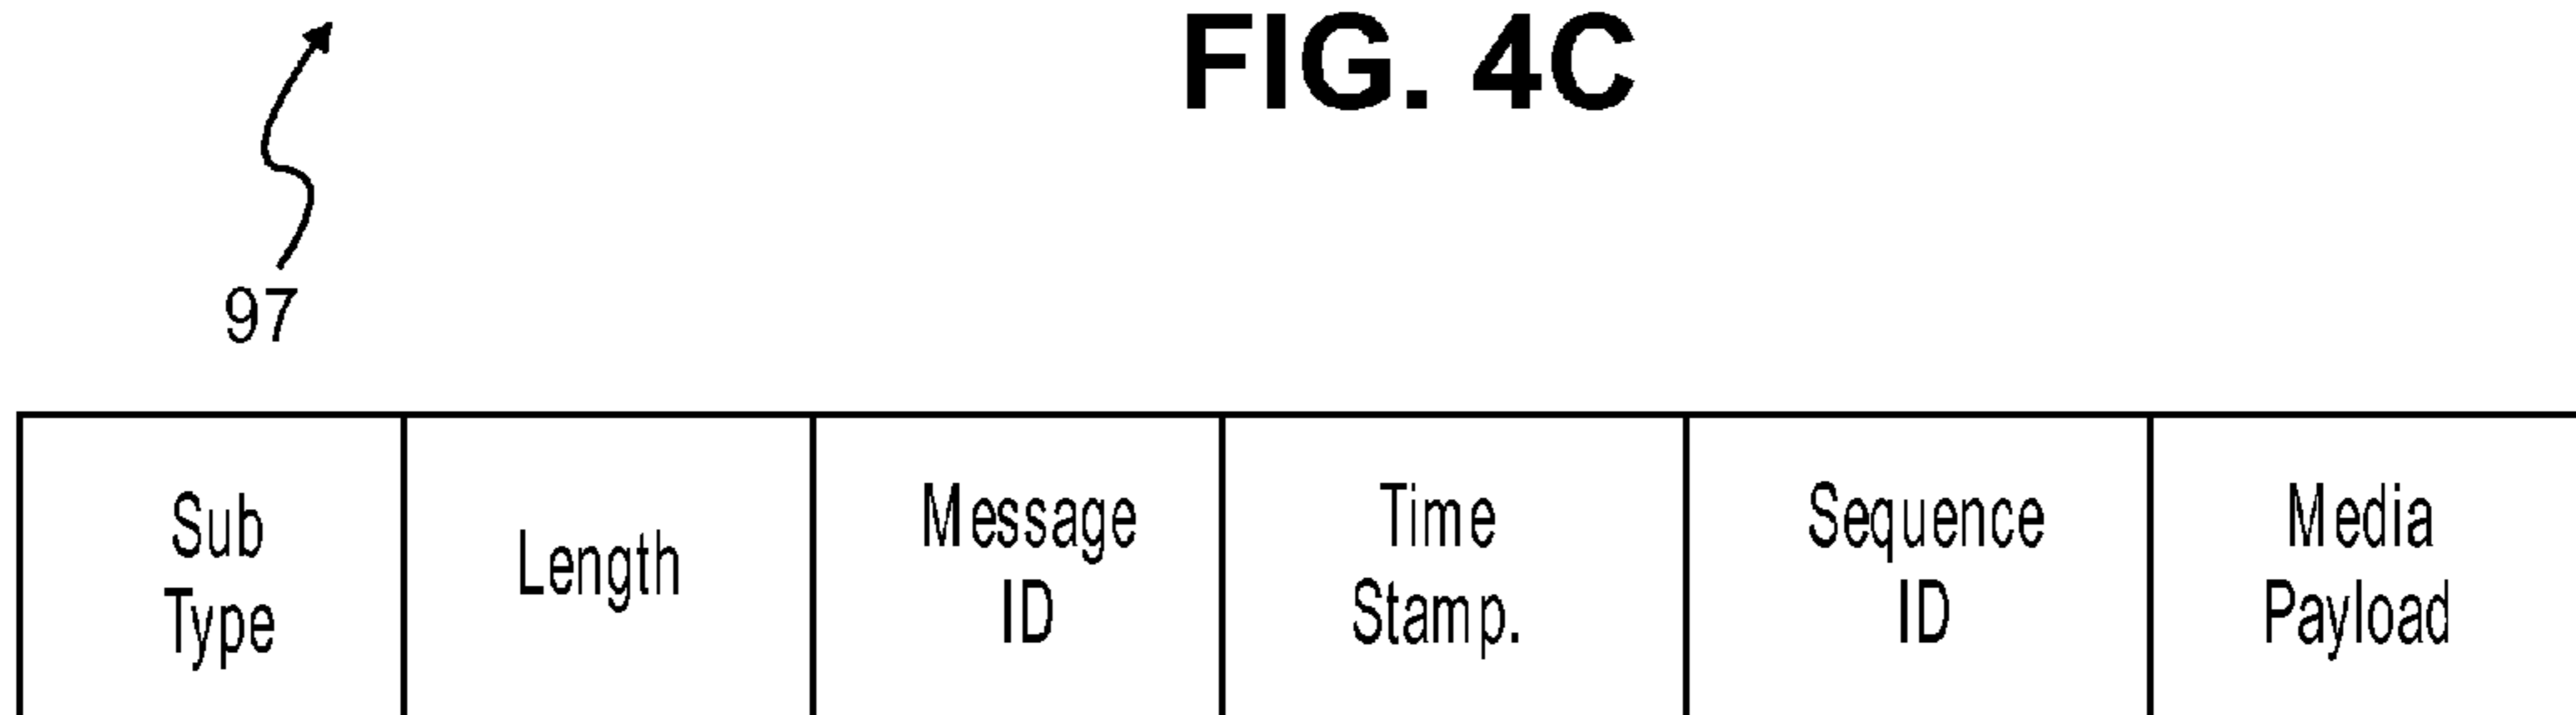 FIG. 4C
97
Sub
Type
Length
Message
ID
Time
Stamp.
Sequence
ID
Media
Payload